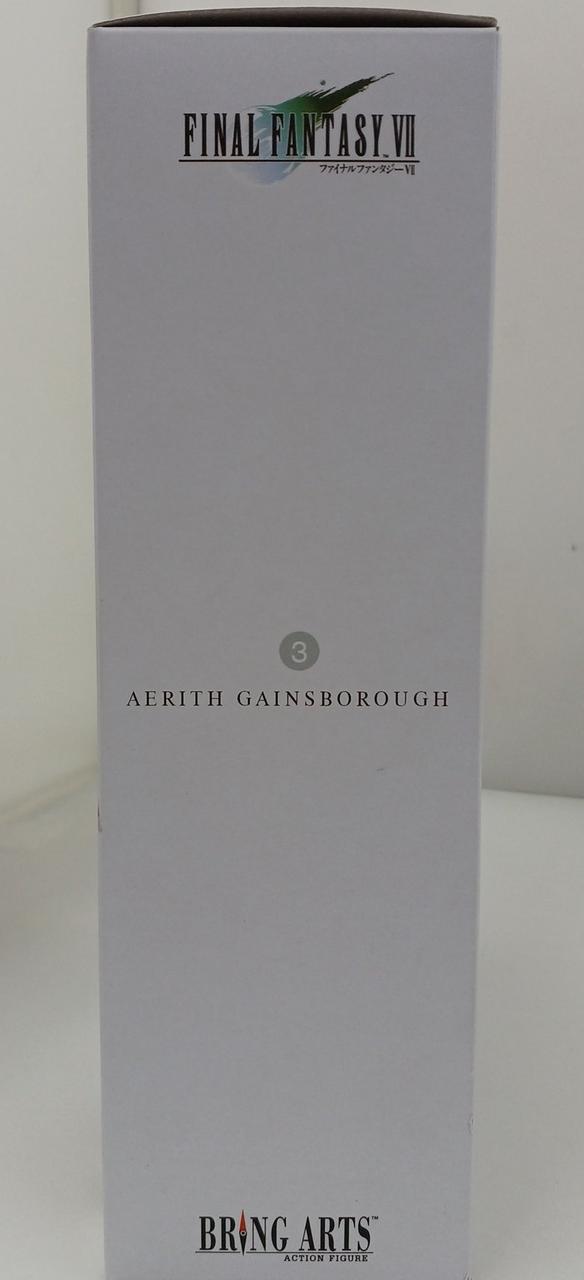 FINAL FANTASY VII
ファイナルファンタジーVII
3
AERITH GAINSBOROUGH
BRING ARTS™
ACTION FIGURE